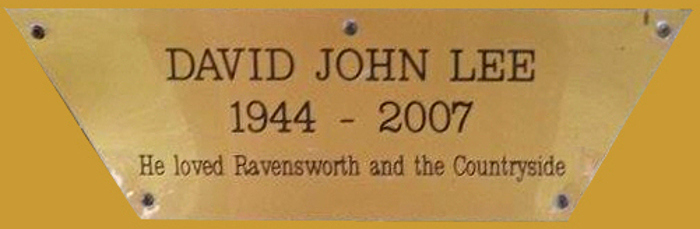 DAVID JOHN LEE
1944 - 2007
He loved Ravensworth and the Countryside